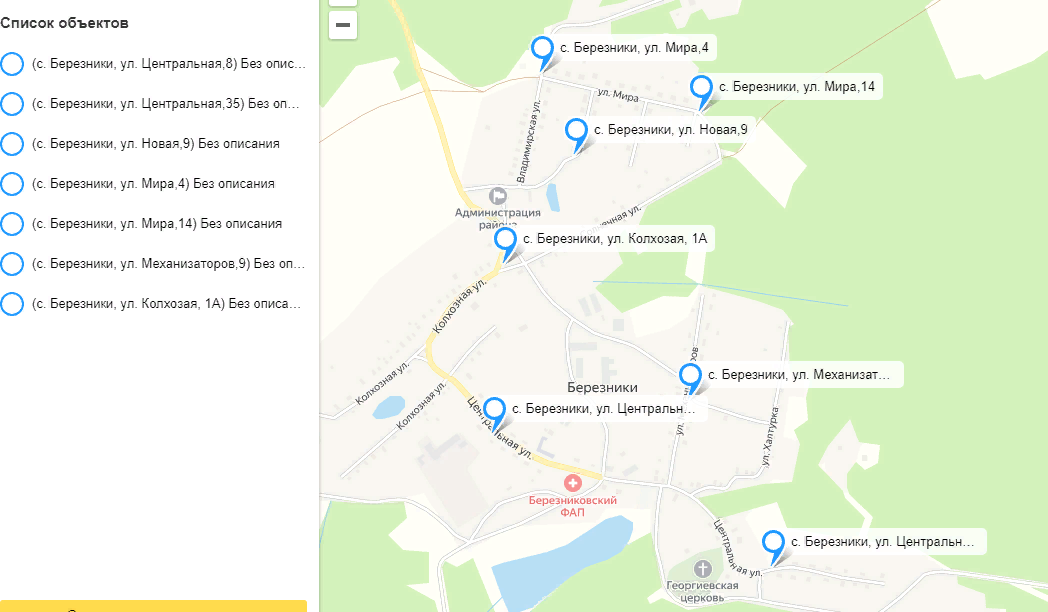 Список объектов
(с. Березники, ул. Центральная,8) Без опис...
(с. Березники, ул. Центральная,35) Без оп...
(с. Березники, ул. Новая,9) Без описания
(с. Березники, ул. Мира,4) Без описания
(с. Березники, ул. Мира,14) Без описания
(с. Березники, ул. Механизаторов,9) Без оп...
(с. Березники, ул. Колхозая, 1А) Без описа...
с. Березники, ул. Мира,4
с. Березники, ул. Мира,14
ул. Мира
Владимирская ул.
с. Березники, ул. Новая,9
Администрация
района
с. Березники, ул. Колхозая, 1А
Колхозная ул.
Колхозная ул.
Колхозная ул.
с. Березники, ул. Механизат...
Березники
с. Березники, ул. Центральн...
Центральная ул.
ул. Халтурка
Березниковский
ФАП
Центральная ул.
с. Березники, ул. Центральн...
Георгиевская
церковь